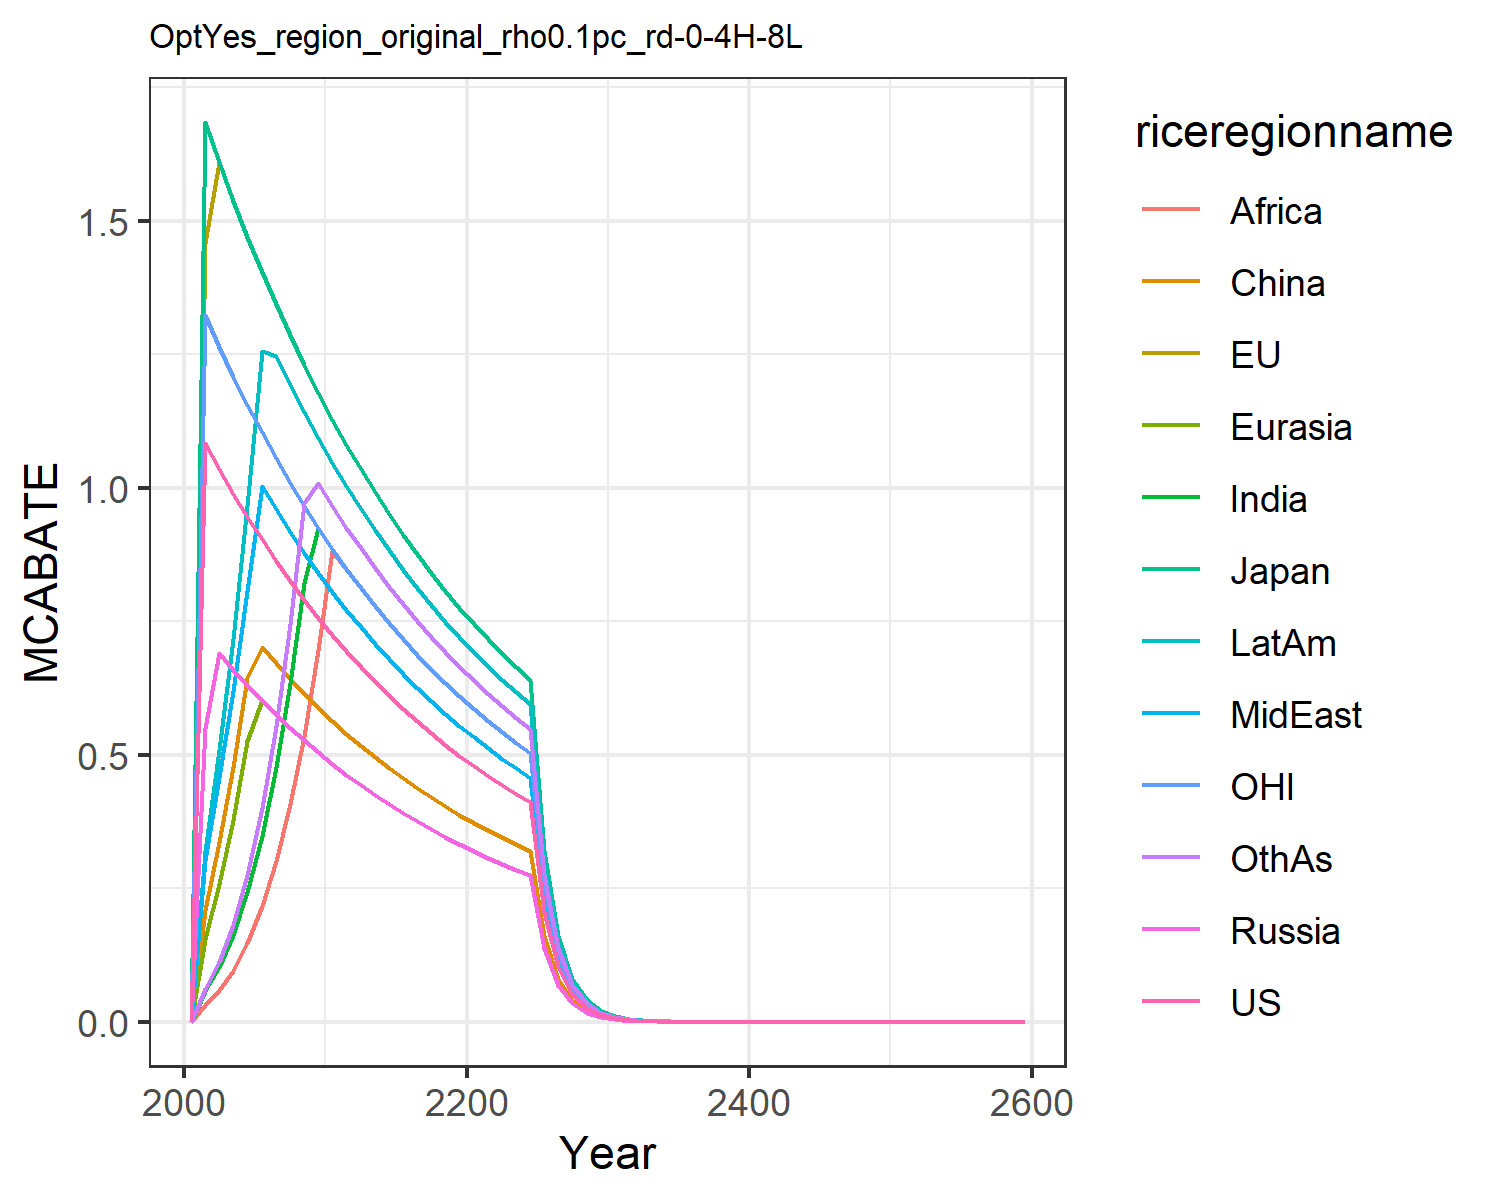 OptYes_region_original_rho0.1pc_rd-0-4H-8L
MCABATE
1.5
1.0
0.5
0.0
2000 2200 2400 2600
Year
riceregionname
Africa
China
EU
Eurasia
India
Japan
LatAm
MidEast
OHI
OthAs
Russia
US